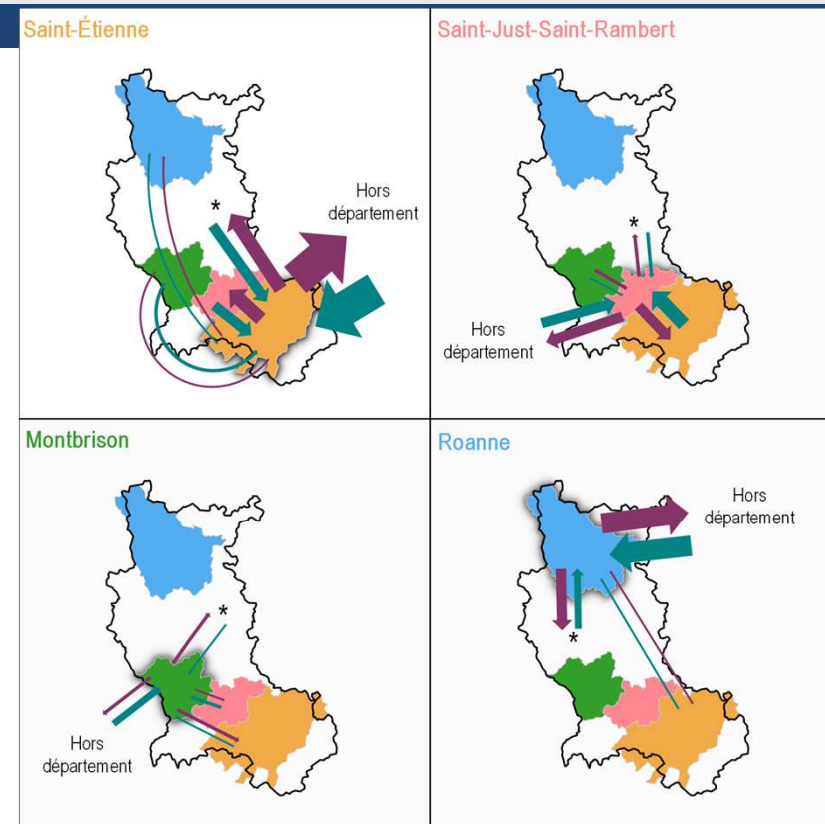 Saint-Étienne
Saint-Just-Saint-Rambert
*
Hors
département
*
Hors
département
Montbrison
Roanne
*
Hors
département
Hors
département
*